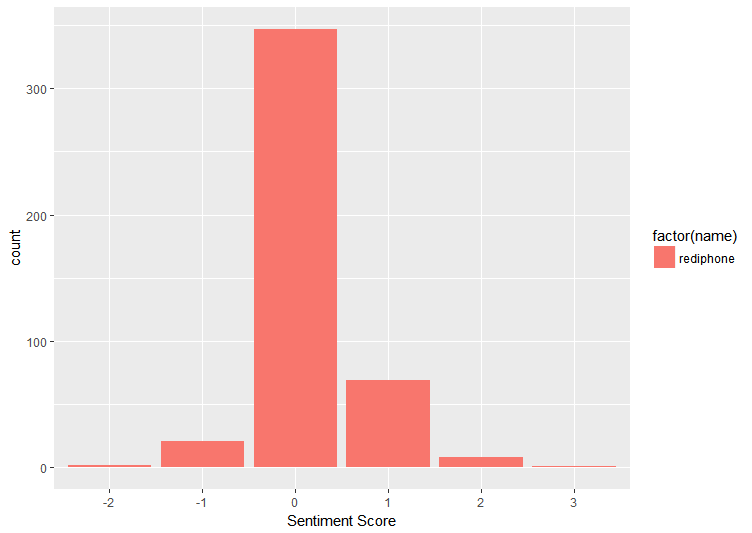 300
200
100
0
count
-2 -1 0 1 2 3
Sentiment Score
factor(name)
rediphone